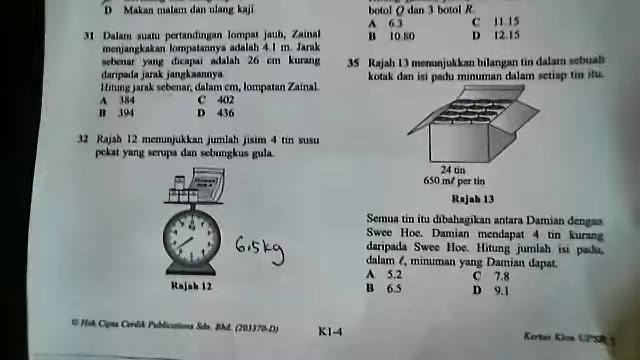 D Makan malam dan ulang kaji
31 Dalam suatu pertandingan lompat jauh, Zainal
menjangkakan lompatannya adalah 4.1 m. Jarak
sebenar yang dicapai adalah 26 cm kurang
daripada jarak jangkaannya.
Hitung jarak sebenar, dalam cm, lompatan Zainal.
A 384 C 402
B 394 D 436
32 Rajah 12 menunjukkan jumlah jisim 4 tin susu
pekat yang serupa dan sebungkus gula.
6.5kg
Rajah 12
botol Q dan 3 botol R.
A 6.3 C 11.15
B 10.80 D 12.15
35 Rajah 13 menunjukkan bilangan tin dalam sebuah
kotak dan isi padu minuman dalam setiap tin itu.
24 tin
650 mℓ per tin
Rajah 13
Semua tin itu dibahagikan antara Damian dengan
Swee Hoe. Damian mendapat 4 tin kurang
daripada Swee Hoe. Hitung jumlah isi padu,
dalam ℓ, minuman yang Damian dapat.
A 5.2 C 7.8
B 6.5 D 9.1
© Hak Cipta Cerdik Publications Sdn. Bhd. (203370-D)
K1-4
Kertas Klon UPSR 1